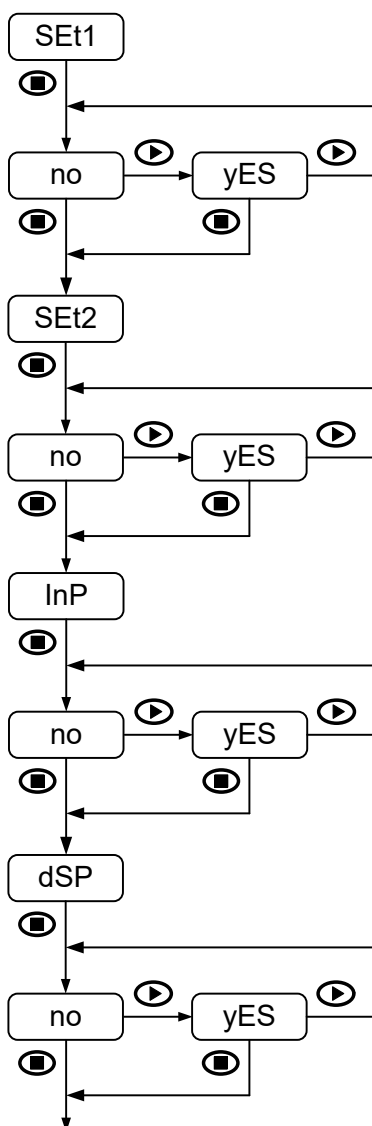 SEt1
no yES
SEt2
no yES
InP
no yES
dSP
no yES